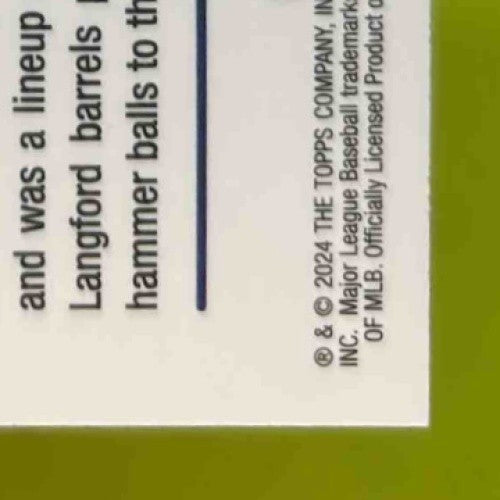 and was a lineup
Langford barrels
hammer balls to th
® & © 2024 THE TOPPS COMPANY, IN
INC. Major League Baseball trademarks
OF MLB. Officially Licensed Product o